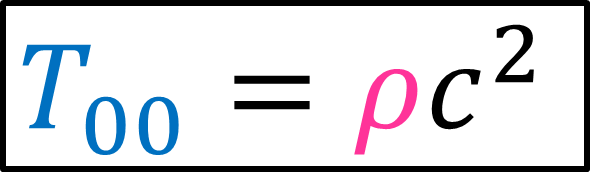 T₀₀ = ρc²